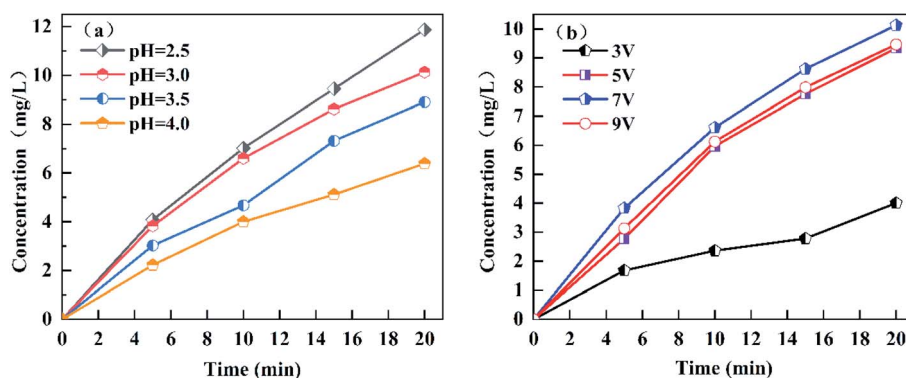 (a)
pH=2.5
pH=3.0
pH=3.5
pH=4.0
12
10
8
6
4
2
0
Concentration (mg/L)
0 2 4 6 8 10 12 14 16 18 20
Time (min)
(b)
3V
5V
7V
9V
10
9
8
7
6
5
4
3
2
1
0
Concentration (mg/L)
0 2 4 6 8 10 12 14 16 18 20
Time (min)